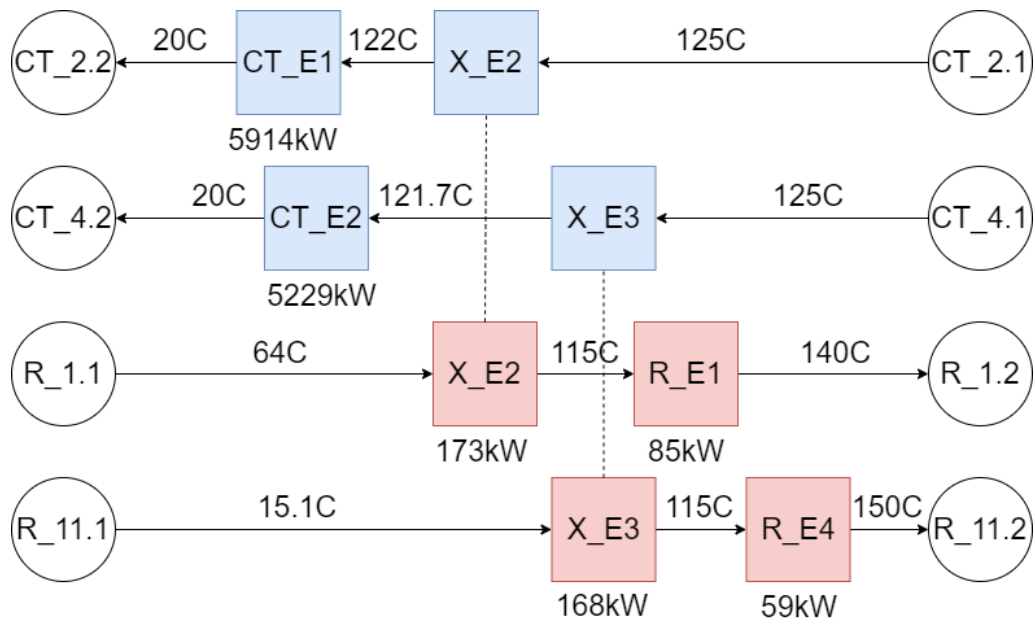 CT_2.2 20C CT_E1 122C X_E2 125C CT_2.1
5914kW
CT_4.2 20C CT_E2 121.7C X_E3 125C CT_4.1
5229kW
R_1.1 64C X_E2 115C R_E1 140C R_1.2
173kW 85kW
R_11.1 15.1C X_E3 115C R_E4 150C R_11.2
168kW 59kW